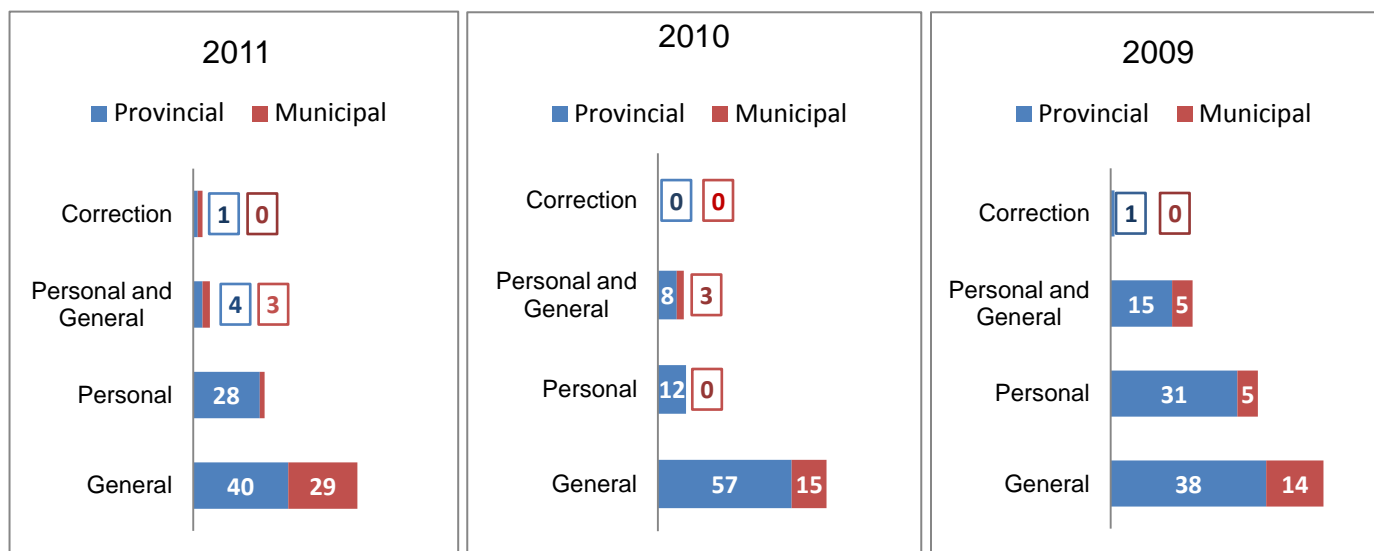 2011
Provincial Municipal
Correction 1 0
Personal and
General 4 3
Personal 28
General 40 29
2010
Provincial Municipal
Correction 0 0
Personal and
General 8 3
Personal 12 0
General 57 15
2009
Provincial Municipal
Correction 1 0
Personal and
General 15 5
Personal 31 5
General 38 14